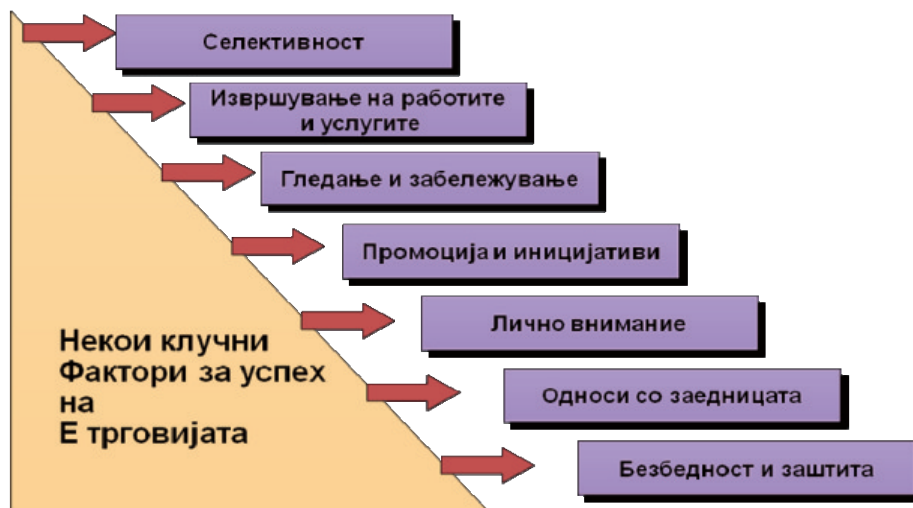 Селективност
Извршување на работите
и услугите
Гледање и забележување
Промоција и иницијативи
Лично внимание
Односи со заедницата
Безбедност и заштита
Некои клучни
Фактори за успех
на
Е трговијата